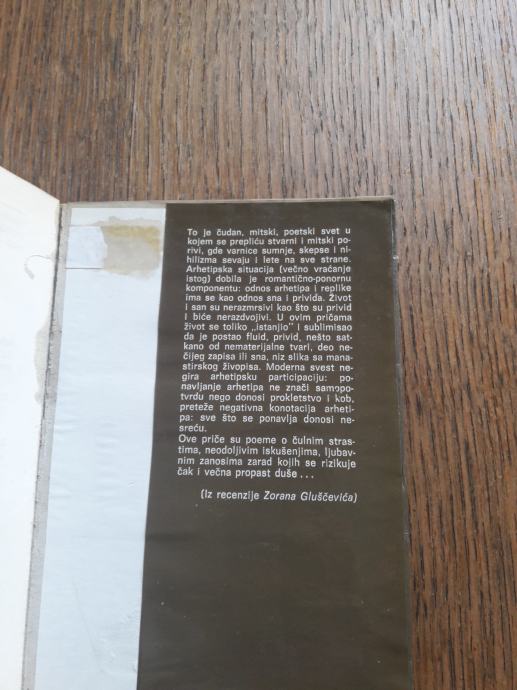 To je čudan, mitski, poetski svet u
kojem se prepliću stvarni i mitski po-
rivi, gde varnice sumnje, skepse i ni-
hilizma sevaju i lete na sve strane.
Arhetipska situacija (večno vraćanje
istog) dobila je romantično-ponornu
komponentu: odnos arhetipa i replike
ima se kao odnos sna i privida. Život
i san su nerazmrsivi kao što su privid
i biće nerazdvojivi. U ovim pričama
život se toliko „istanjio" i sublimisao
da je postao fluid, privid, nešto sat-
kano od nematerijalne tvari, deo ne-
čijeg zapisa ili sna, niz slika sa mana-
stirskog živopisa. Moderna svest ne-
gira arhetipsku participaciju: po-
navljanje arhetipa ne znači samopo-
tvrdu nego donosi prokletstvo i kob,
preteže negativna konotacija arheti-
pa: sve što se ponavlja donosi ne-
sreću.
Ove priče su poeme o čulnim stras-
tima, neodoljivim iskušenjima, ljubav-
nim zanosima zarad kojih se rizikuje
čak i večna propast duše ...
(Iz recenzije Zorana Gluščevića)